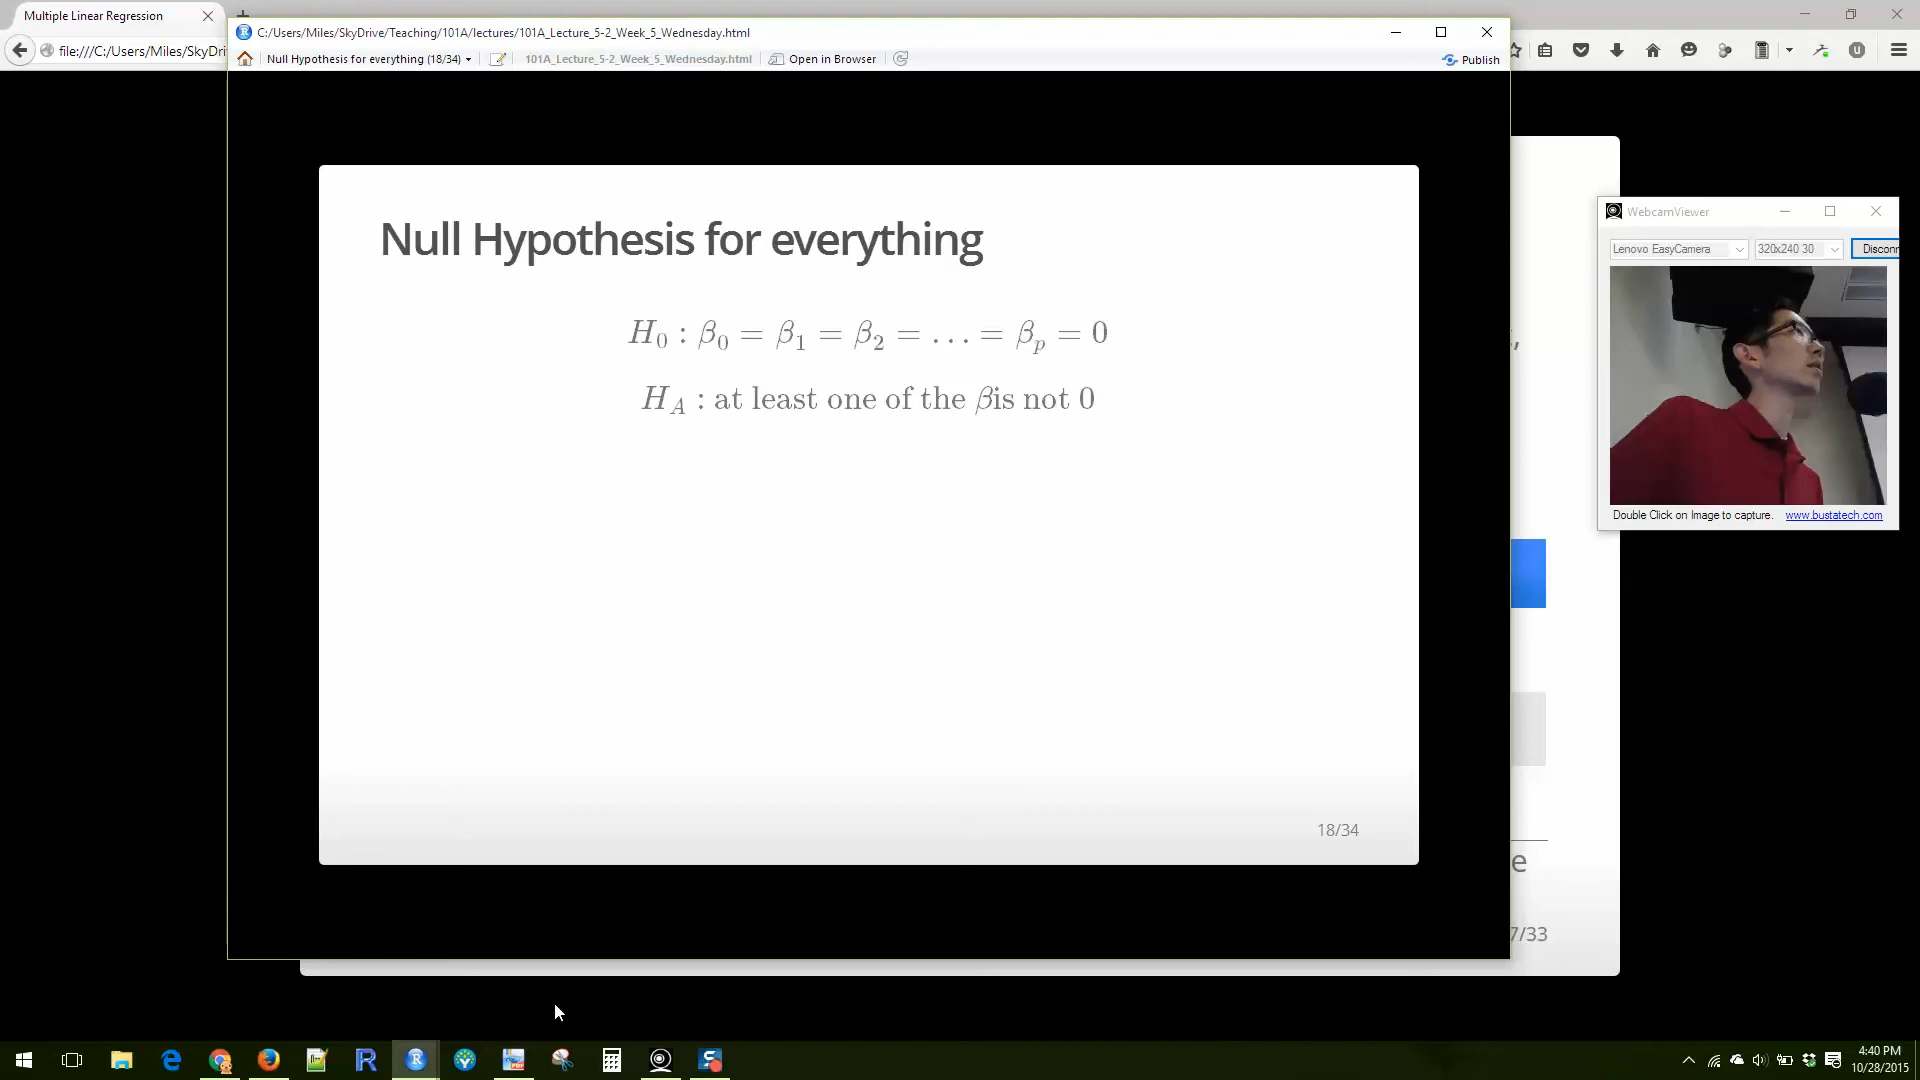 Multiple Linear Regression
file:///C:/Users/Miles/SkyDri
C:/Users/Miles/SkyDrive/Teaching/101A/lectures/101A_Lecture_5-2_Week_5_Wednesday.html
Null Hypothesis for everything (18/34)
101A_Lecture_5-2_Week_5_Wednesday.html
Open in Browser
Publish
Null Hypothesis for everything
H₀ : β₀ = β₁ = β₂ = … = βₚ = 0
H_A : at least one of the βis not 0
18/34
WebcamViewer
Lenovo EasyCamera
320x240 30
Disconn
Double Click on Image to capture.
www.bustatech.com
e
7/33
4:40 PM
10/28/2015